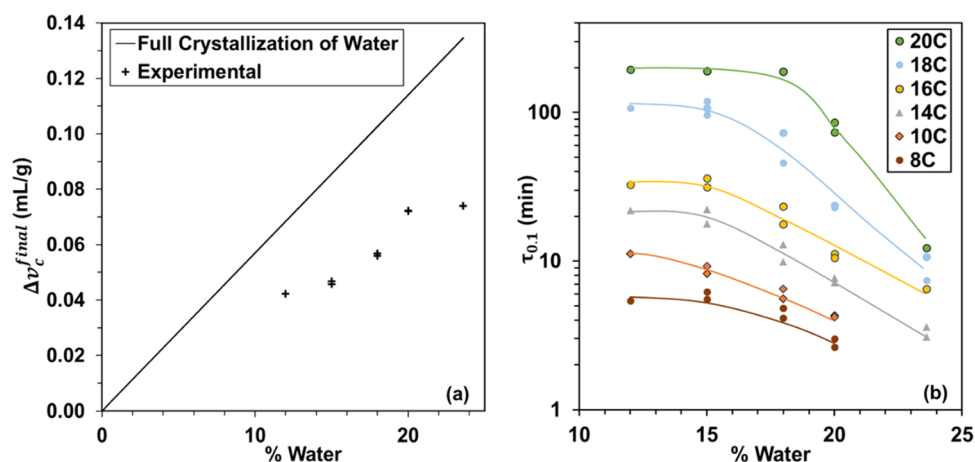 0.14
0.12
0.10
0.08
0.06
0.04
0.02
0.00
Δv_c^final (mL/g)
Full Crystallization of Water
Experimental
(a)
0
10
20
% Water
100
10
1
τ0.1 (min)
20C
18C
16C
14C
10C
8C
(b)
10
15
20
25
% Water